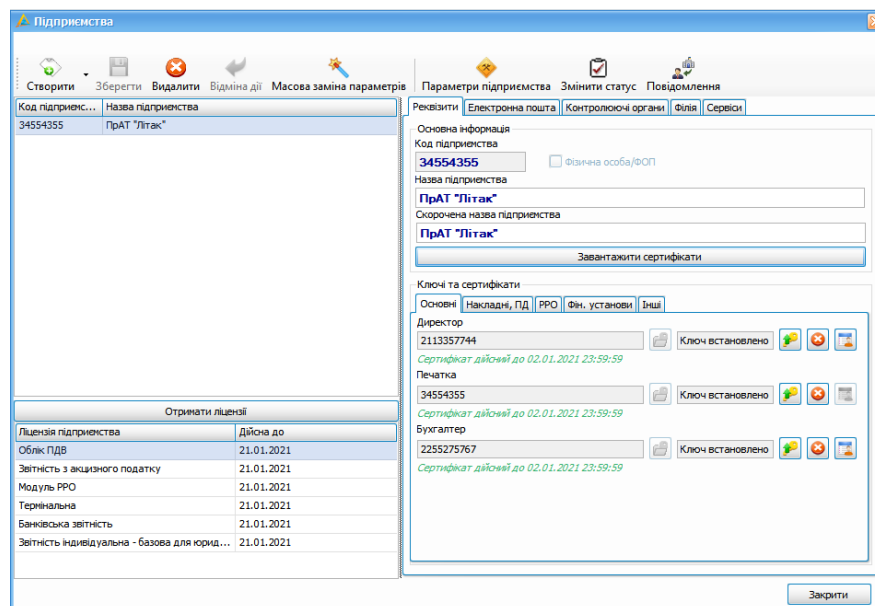 Підприємства
Створити Зберегти Видалити Відміна дії Масова заміна параметрів Параметри підприємства Змінити статус Повідомлення
Код підприємс... Назва підприємства
34554355 ПрАТ "Літак"
Реквізити Електронна пошта Контролюючі органи Філія Сервіси
Основна інформація
Код підприємства
34554355 Фізична особа/ФОП
Назва підприємства
ПрАТ "Літак"
Скорочена назва підприємства
ПрАТ "Літак"
Завантажити сертифікати
Ключі та сертифікати
Основні Накладні, ПД РРО Фін. установи Інші
Директор
2113357744 Ключ встановлено
Сертифікат дійсний до 02.01.2021 23:59:59
Печатка
34554355 Ключ встановлено
Сертифікат дійсний до 02.01.2021 23:59:59
Бухгалтер
2255275767 Ключ встановлено
Сертифікат дійсний до 02.01.2021 23:59:59
Отримати ліцензії
Ліцензія підприємства Дійсна до
Облік ПДВ 21.01.2021
Звітність з акцизного податку 21.01.2021
Модуль РРО 21.01.2021
Термінальна 21.01.2021
Банківська звітність 21.01.2021
Звітність індивідуальна - базова для юрид... 21.01.2021
Закрити